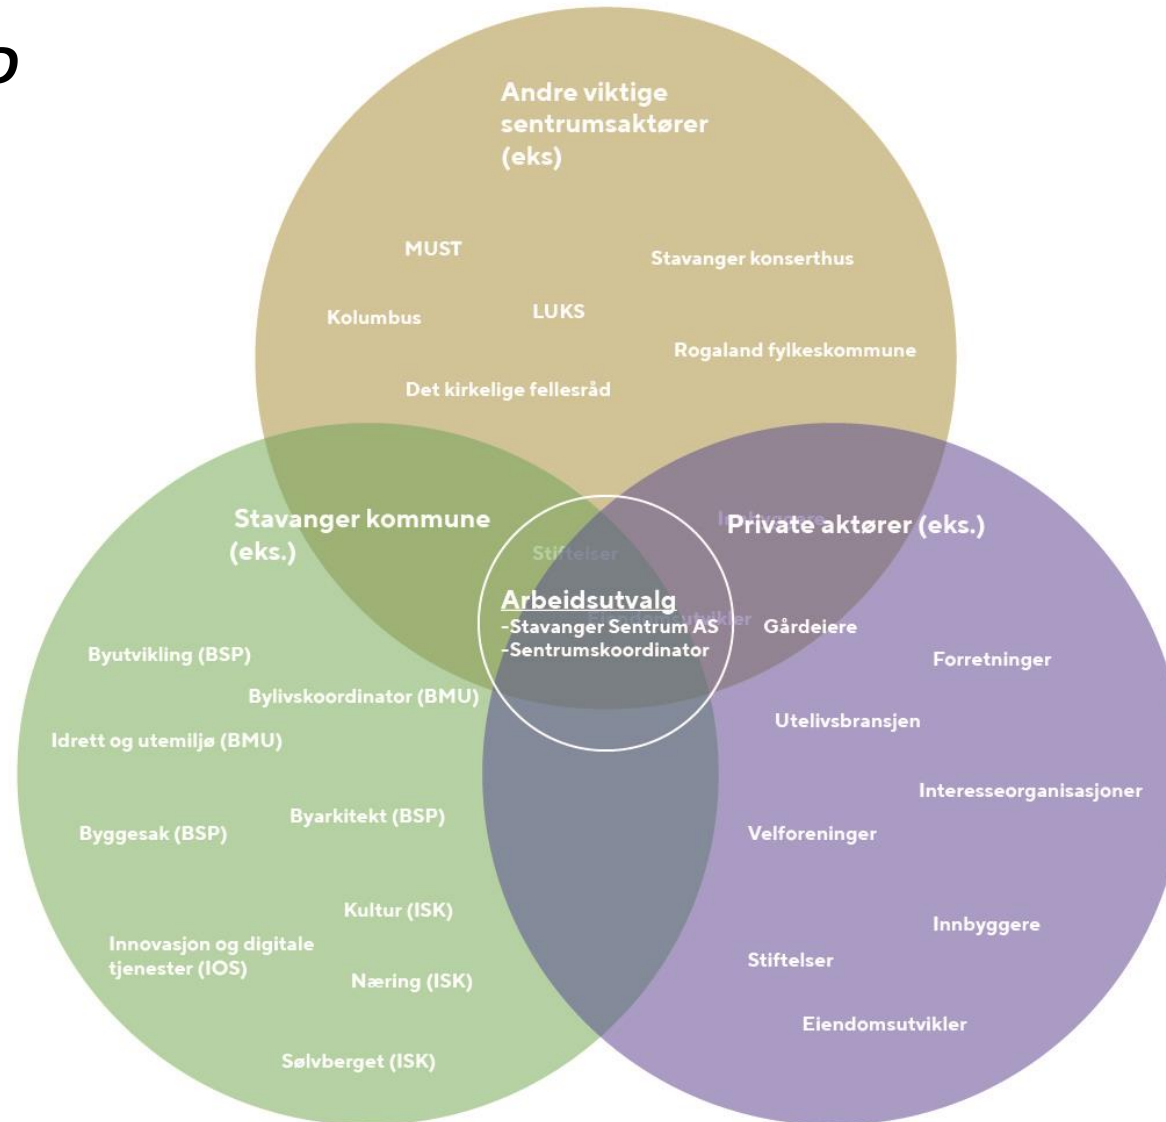 Andre viktige
sentrumsaktører
(eks)
MUST
Stavanger konserthus
Kolumbus
LUKS
Rogaland fylkeskommune
Det kirkelige fellesråd
Stavanger kommune
(eks.)
Innbyggere
Private aktører (eks.)
Stiftelser
Arbeidsutvalg
-Stavanger Sentrum AS
-Sentrumskoordinator
Gårdeiere
Byutvikling (BSP)
Forretninger
Bylivskoordinator (BMU)
Utelivsbransjen
Idrett og utemiljø (BMU)
Interesseorganisasjoner
Byarkitekt (BSP)
Byggesak (BSP)
Velforeninger
Kultur (ISK)
Innbyggere
Innovasjon og digitale
tjenester (IOS)
Stiftelser
Næring (ISK)
Eiendomsutvikler
Sølvberget (ISK)